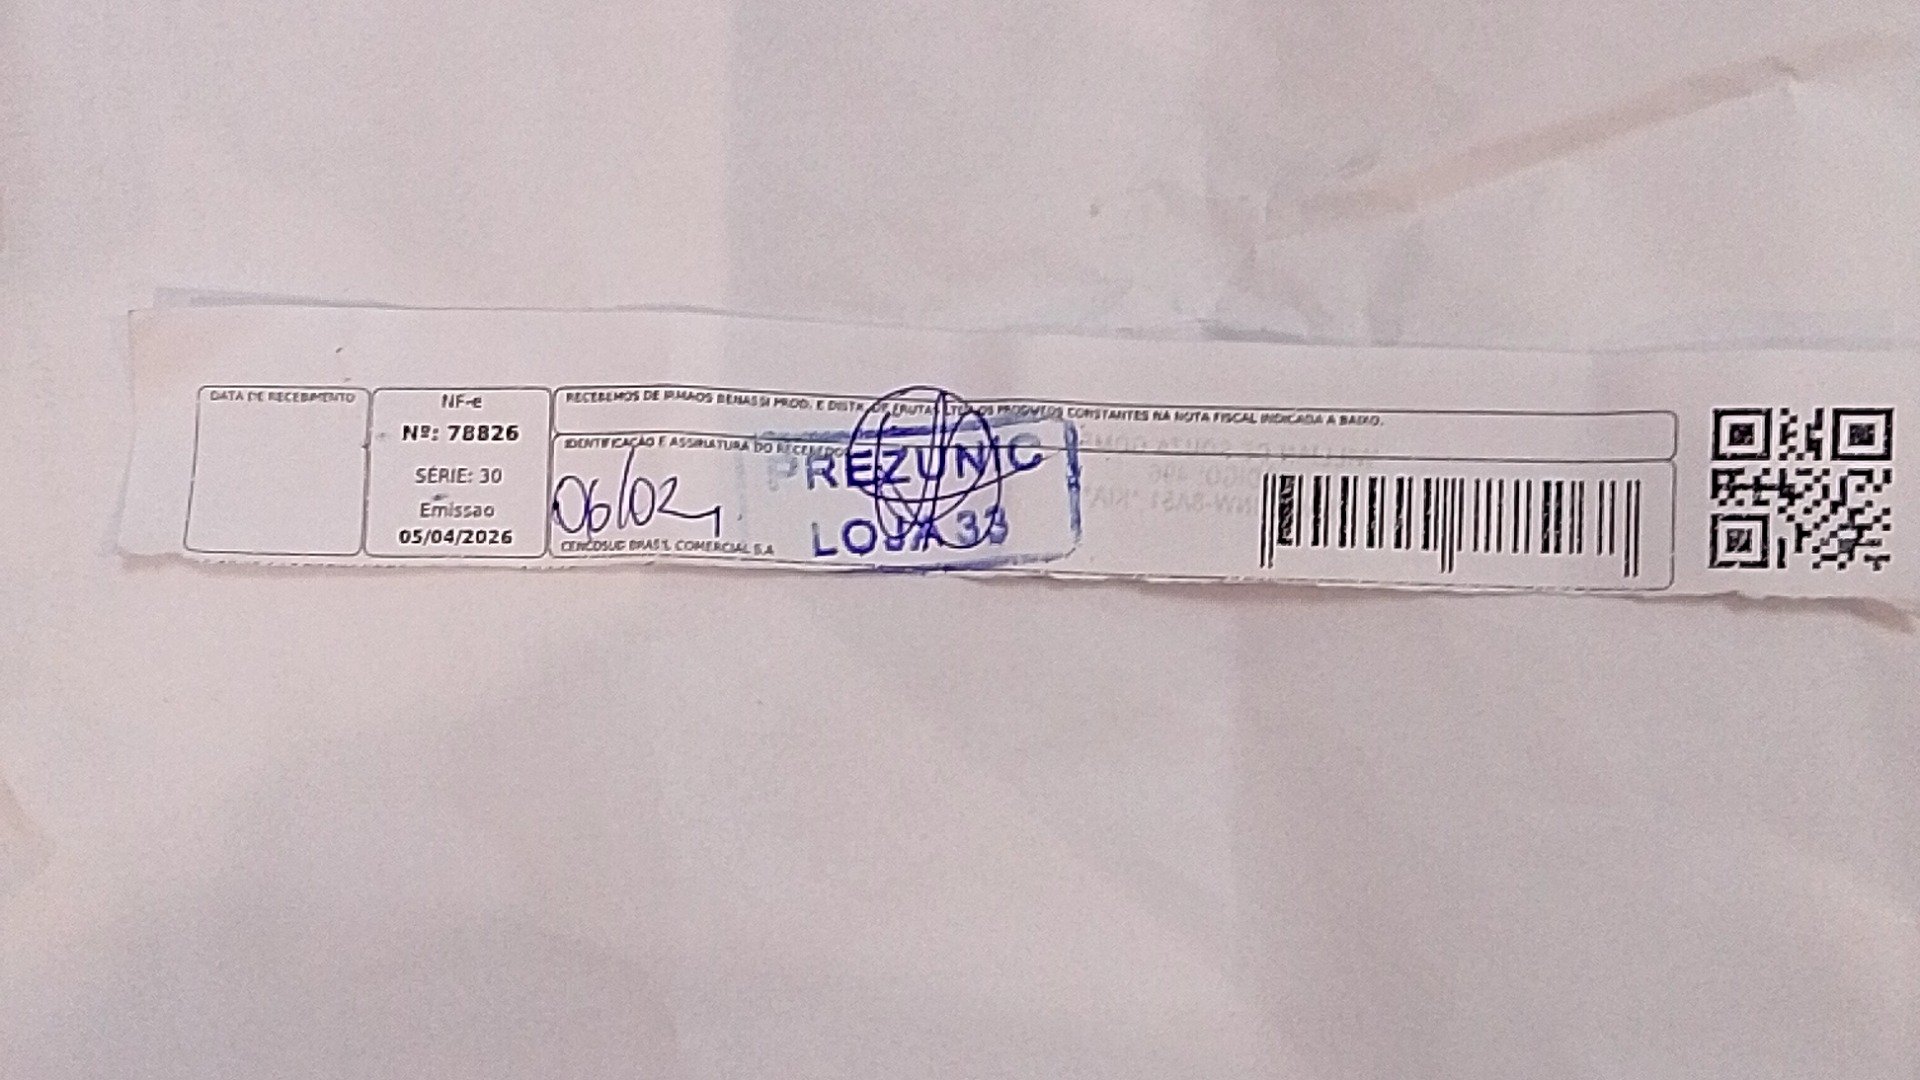 DATA DE RECEBIMENTO
NF-e
Nº: 78826
SÉRIE: 30
Emissao
05/04/2026
RECEBEMOS DE IRMAOS BENASSI PROD. E DISTR. DE FRUTAS LTDA OS PRODUTOS CONSTANTES NA NOTA FISCAL INDICADA A BAIXO.
IDENTIFICAÇÃO E ASSINATURA DO RECEBEDOR
PREZUNIC
LOJA 33
CENCOSUD BRASIL COMERCIAL S.A